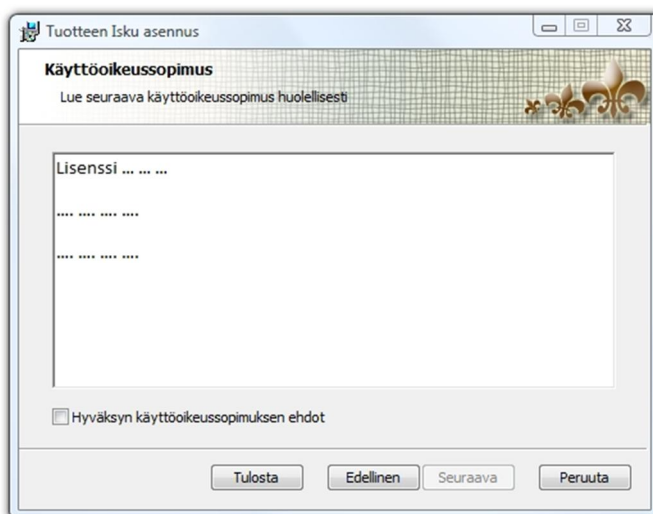 Tuotteen Isku asennus
Käyttöoikeussopimus
Lue seuraava käyttöoikeussopimus huolellisesti
Lisenssi ... ... ...
.... .... .... ....
.... .... .... ....
Hyväksyn käyttöoikeussopimuksen ehdot
Tulosta Edellinen Seuraava Peruuta